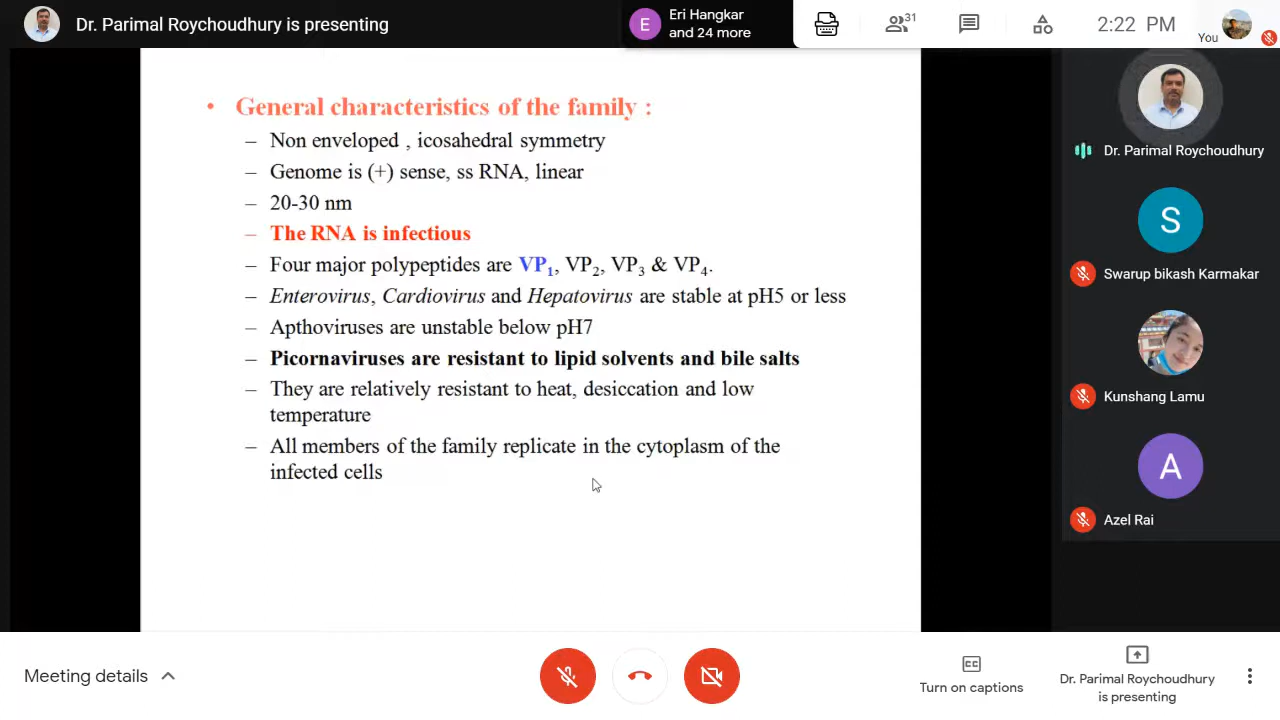 Dr. Parimal Roychoudhury is presenting
E
Eri Hangkar
and 24 more
31
2:22 PM
You
• General characteristics of the family :
– Non enveloped , icosahedral symmetry
– Genome is (+) sense, ss RNA, linear
– 20-30 nm
– The RNA is infectious
– Four major polypeptides are VP1, VP2, VP3 & VP4.
– Enterovirus, Cardiovirus and Hepatovirus are stable at pH5 or less
– Apthoviruses are unstable below pH7
– Picornaviruses are resistant to lipid solvents and bile salts
– They are relatively resistant to heat, desiccation and low
temperature
– All members of the family replicate in the cytoplasm of the
infected cells
Dr. Parimal Roychoudhury
S
Swarup bikash Karmakar
Kunshang Lamu
A
Azel Rai
Meeting details
CC
Turn on captions
Dr. Parimal Roychoudhury
is presenting